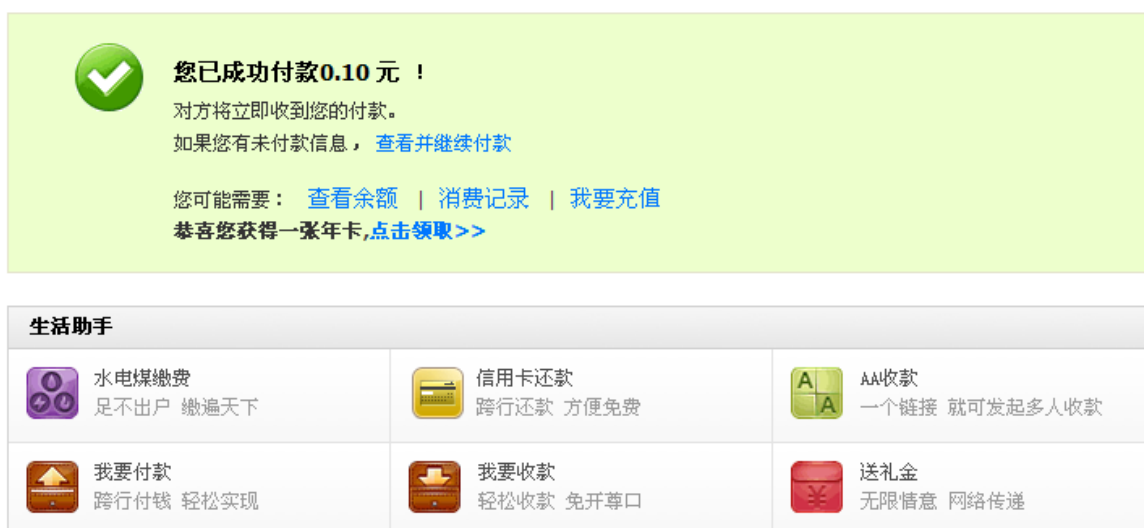 您已成功付款0.10 元 !
对方将立即收到您的付款。
如果您有未付款信息， 查看并继续付款
您可能需要： 查看余额 | 消费记录 | 我要充值
恭喜您获得一张年卡,点击领取>>
生活助手
水电煤缴费
足不出户 缴遍天下
信用卡还款
跨行还款 方便免费
AA收款
一个链接 就可发起多人收款
我要付款
跨行付钱 轻松实现
我要收款
轻松收款 免开尊口
送礼金
无限情意 网络传递